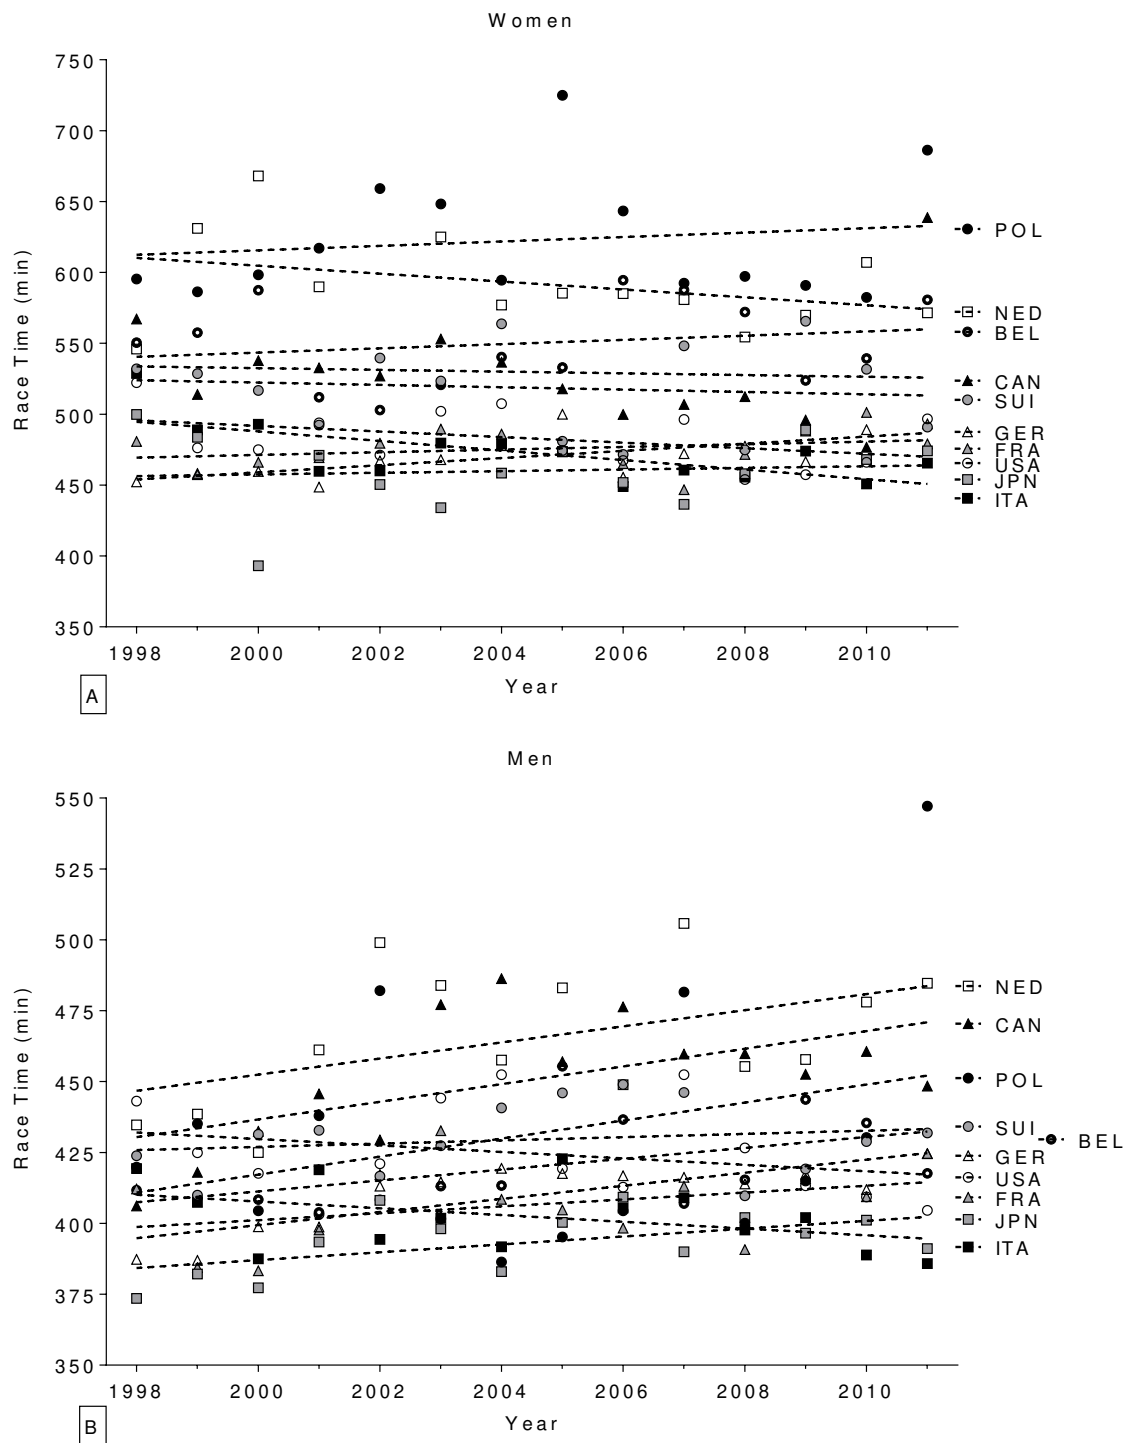 Women
750
700
650
600
550
500
450
400
350
Race Time (min)
POL
NED
BEL
CAN
SUI
GER
FRA
USA
JPN
ITA
1998 2000 2002 2004 2006 2008 2010
Year
A
Men
550
525
500
475
450
425
400
375
350
Race Time (min)
NED
CAN
POL
SUI
BEL
GER
USA
FRA
JPN
ITA
1998 2000 2002 2004 2006 2008 2010
Year
B